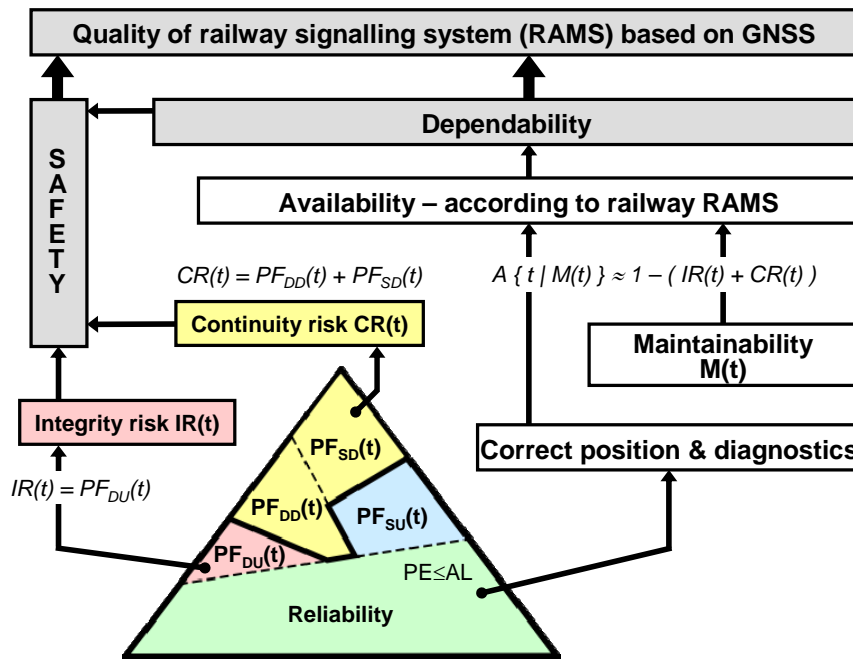 Quality of railway signalling system (RAMS) based on GNSS
Dependability
SAFETY
Availability – according to railway RAMS
CR(t) = PF_DD(t) + PF_SD(t)
A { t | M(t) } ≈ 1 – ( IR(t) + CR(t) )
Continuity risk CR(t)
Maintainability
M(t)
Integrity risk IR(t)
PF_SD(t)
Correct position & diagnostics
IR(t) = PF_DU(t)
PF_DD(t)
PF_SU(t)
PF_DU(t)
PE≤AL
Reliability